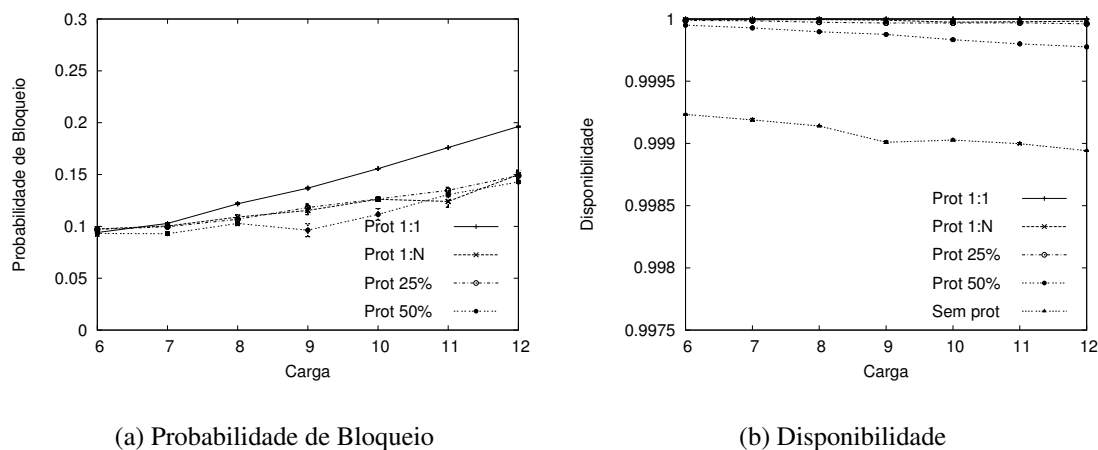 0.3
0.25
0.2
0.15
0.1
0.05
0
Probabilidade de Bloqueio
Prot 1:1
Prot 1:N
Prot 25%
Prot 50%
6 7 8 9 10 11 12
Carga
(a) Probabilidade de Bloqueio
1
0.9995
0.999
0.9985
0.998
0.9975
Disponibilidade
Prot 1:1
Prot 1:N
Prot 25%
Prot 50%
Sem prot
6 7 8 9 10 11 12
Carga
(b) Disponibilidade